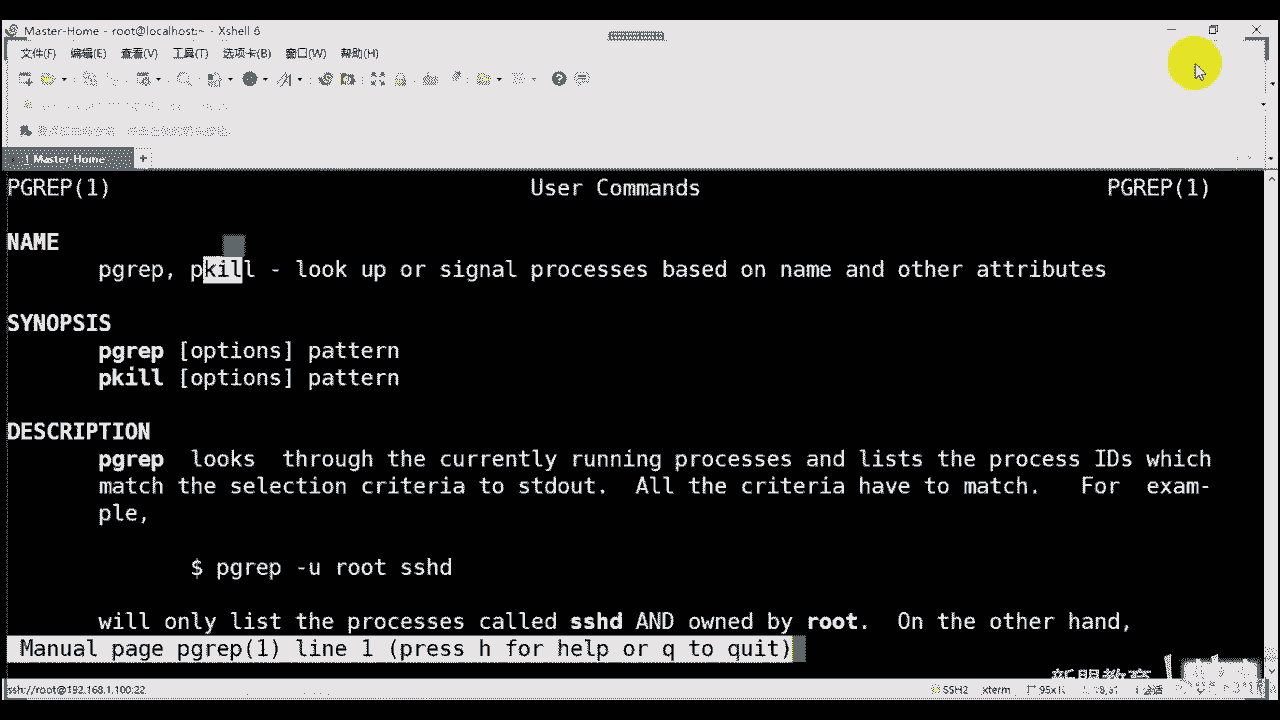 Master-Home - root@localhost:~ - Xshell 6
文件(F) 编辑(E) 查看(V) 工具(T) 选项卡(B) 窗口(W) 帮助(H)
1 Master-Home
PGREP(1) User Commands PGREP(1)
NAME
pgrep, pkill - look up or signal processes based on name and other attributes
SYNOPSIS
pgrep [options] pattern
pkill [options] pattern
DESCRIPTION
pgrep looks through the currently running processes and lists the process IDs which
match the selection criteria to stdout. All the criteria have to match. For exam-
ple,
$ pgrep -u root sshd
will only list the processes called sshd AND owned by root. On the other hand,
Manual page pgrep(1) line 1 (press h for help or q to quit)
ssh://root@192.168.1.100:22 SSH2 xterm